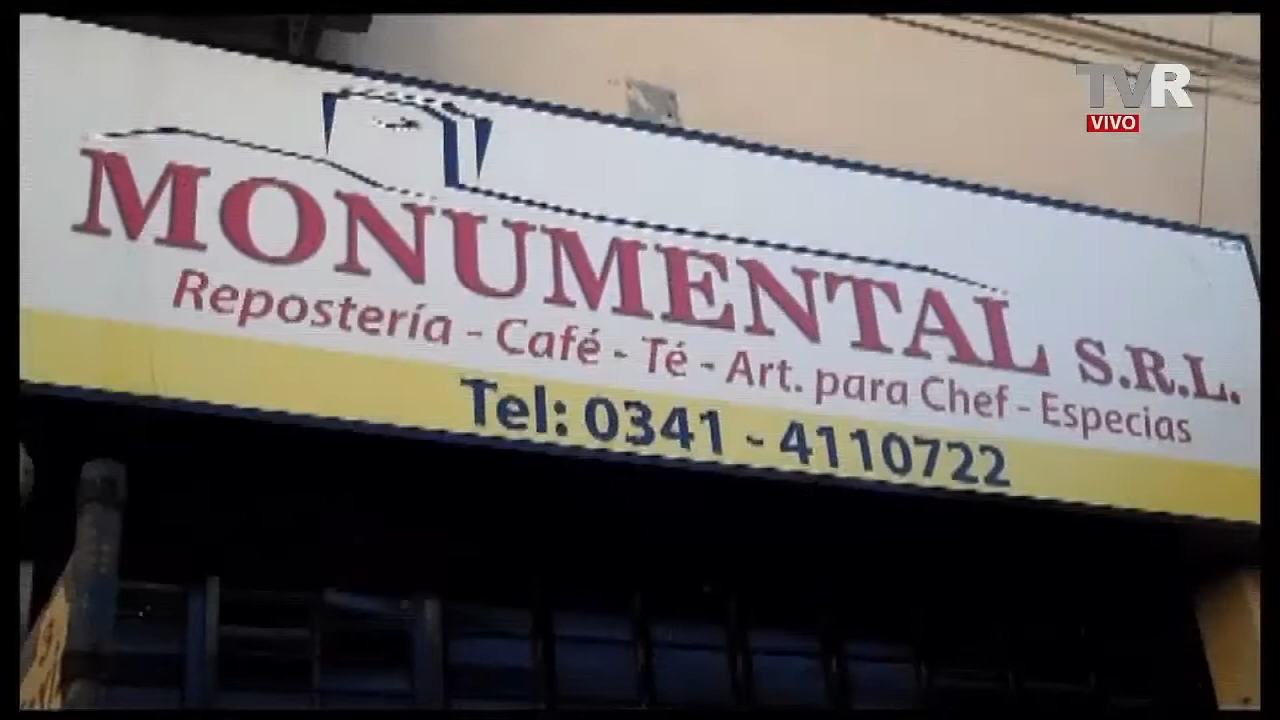 TVR
VIVO
MONUMENTAL S.R.L.
Repostería - Café - Té - Art. para Chef - Especias
Tel: 0341 - 4110722